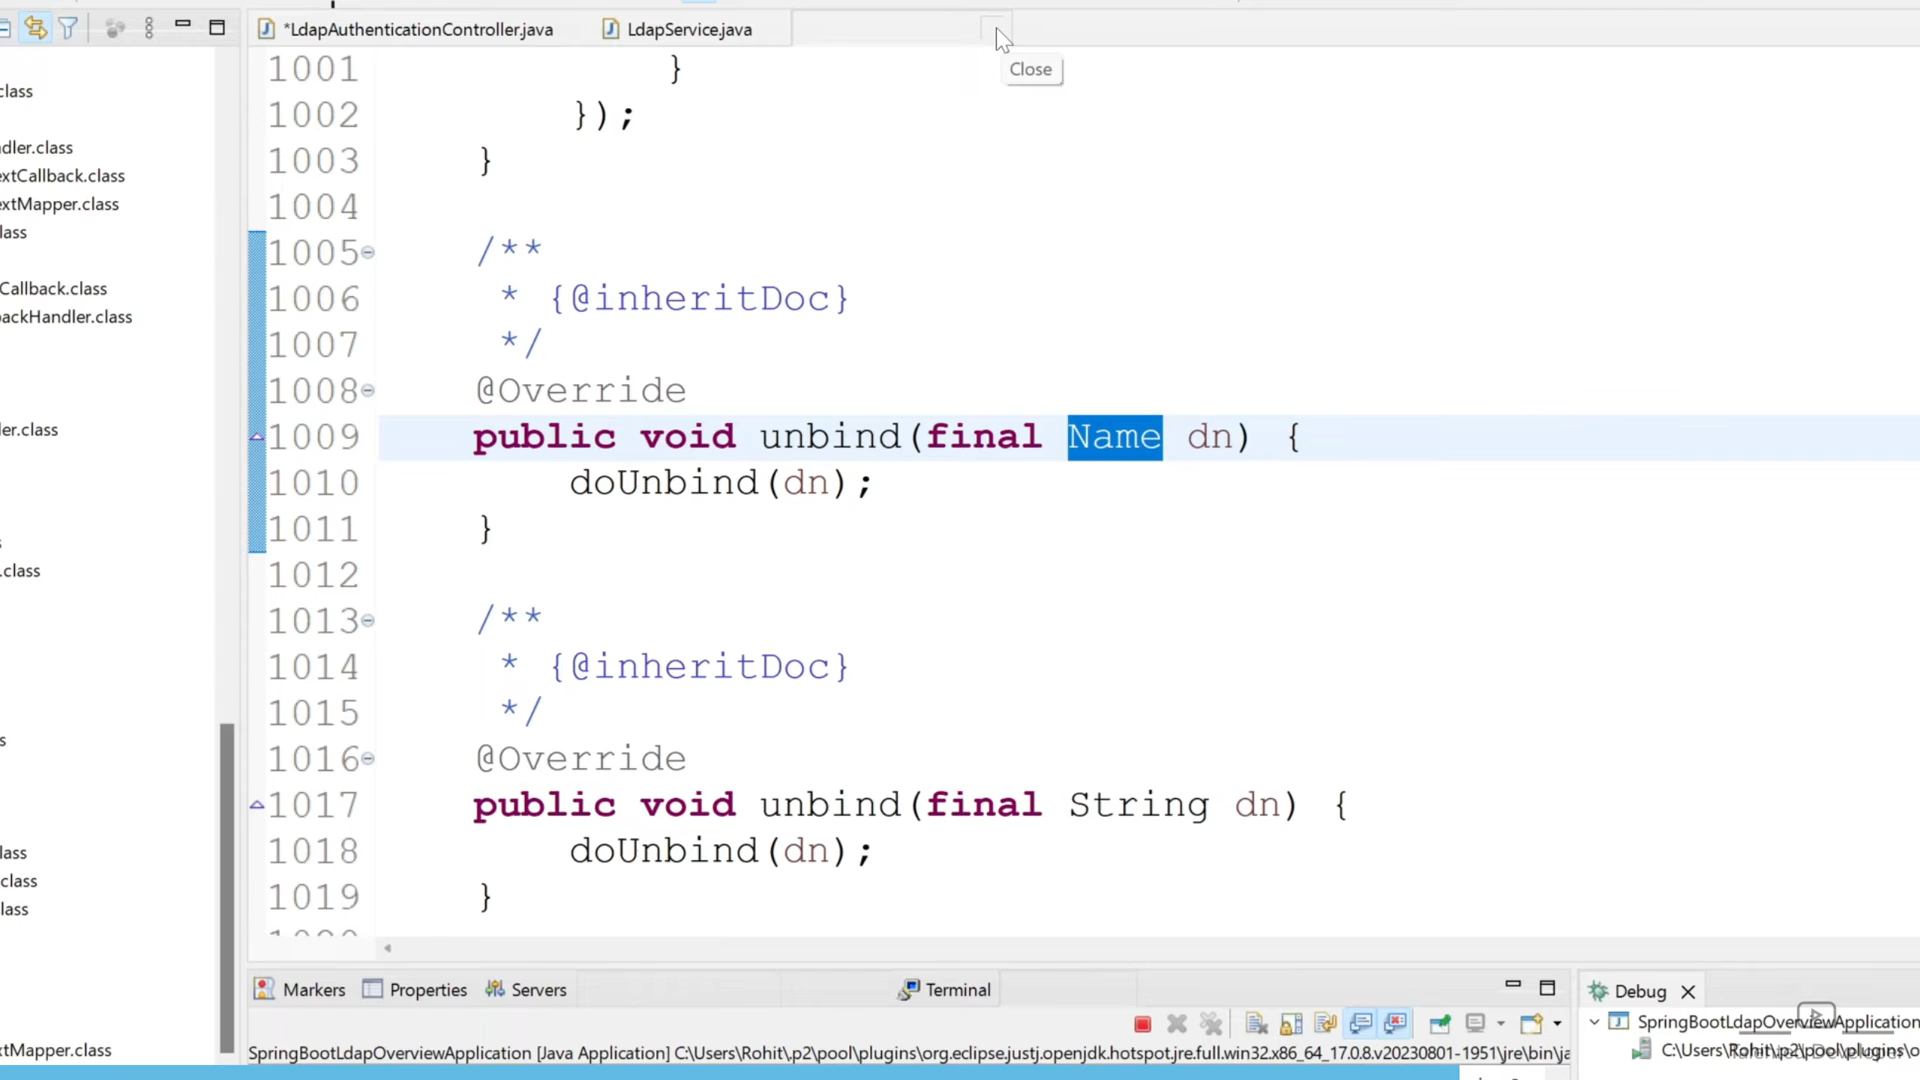 *LdapAuthenticationController.java LdapService.java
Close
class
dler.class
extCallback.class
extMapper.class
lass
Callback.class
ackHandler.class
er.class
s
.class
s
lass
class
lass
tMapper.class
1001 }
1002 });
1003 }
1004
1005 /**
1006 * {@inheritDoc}
1007 */
1008 @Override
1009 public void unbind(final Name dn) {
1010 doUnbind(dn);
1011 }
1012
1013 /**
1014 * {@inheritDoc}
1015 */
1016 @Override
1017 public void unbind(final String dn) {
1018 doUnbind(dn);
1019 }
Markers Properties Servers Terminal
SpringBootLdapOverviewApplication [Java Application] C:\Users\Rohit\.p2\pool\plugins\org.eclipse.justj.openjdk.hotspot.jre.full.win32.x86_64_17.0.8.v20230801-1951\jre\bin\ja
Debug
SpringBootLdapOverviewApplication
C:\Users\Rohit\.p2\pool\plugins\o